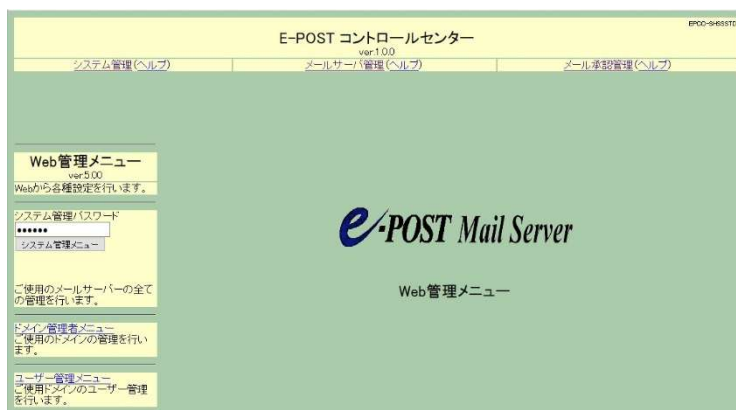 EPCO-SH8SSTD
E-POST コントロールセンター
ver.1.0.0
システム管理(ヘルプ)
メールサーバ管理(ヘルプ)
メール承認管理(ヘルプ)
Web管理メニュー
ver.5.00
Webから各種設定を行います。
システム管理パスワード
••••••
システム管理メニュー
ご使用のメールサーバーの全て
の管理を行います。
ドメイン管理者メニュー
ご使用のドメインの管理を行い
ます。
ユーザー管理メニュー
ご使用ドメインのユーザー管理
を行います。
e-POST Mail Server
Web管理メニュー